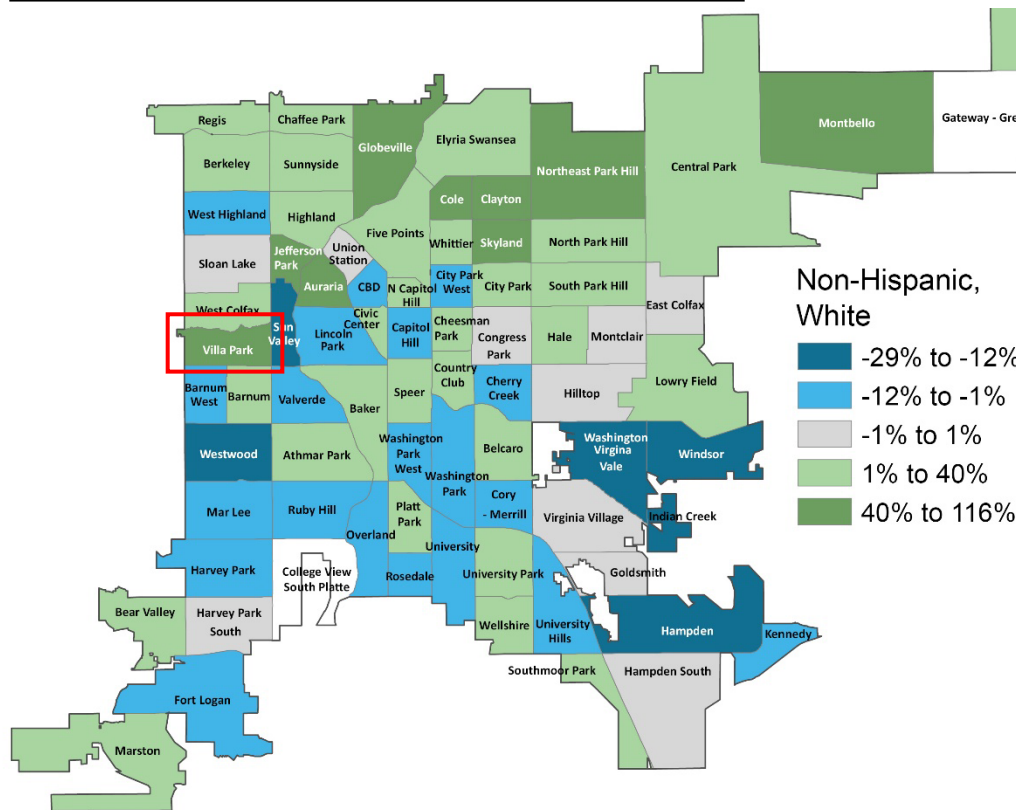 Regis
Chaffee Park
Globeville
Elyria Swansea
Montbello
Gateway - Gre
Berkeley
Sunnyside
Northeast Park Hill
Central Park
West Highland
Highland
Cole
Clayton
Five Points
Whittier
Skyland
North Park Hill
Sloan Lake
Jefferson
Park
Union
Station
Auraria
CBD
N Capitol
Hill
City Park
West
City Park
South Park Hill
East Colfax
West Colfax
Sun
Valley
Lincoln
Park
Civic
Center
Capitol
Hill
Cheesman
Park
Congress
Park
Hale
Montclair
Villa Park
Country
Club
Barnum
West
Barnum
Valverde
Baker
Speer
Cherry
Creek
Hilltop
Lowry Field
Westwood
Athmar Park
Washington
Park
West
Washington
Park
Belcaro
Washington
Virgina
Vale
Windsor
Mar Lee
Ruby Hill
Overland
Platt
Park
University
Cory
- Merrill
Virginia Village
Indian Creek
Harvey Park
College View
South Platte
Rosedale
University Park
Goldsmith
Bear Valley
Harvey Park
South
Wellshire
University
Hills
Hampden
Kennedy
Southmoor Park
Hampden South
Fort Logan
Marston
Non-Hispanic,
White
-29% to -12%
-12% to -1%
-1% to 1%
1% to 40%
40% to 116%